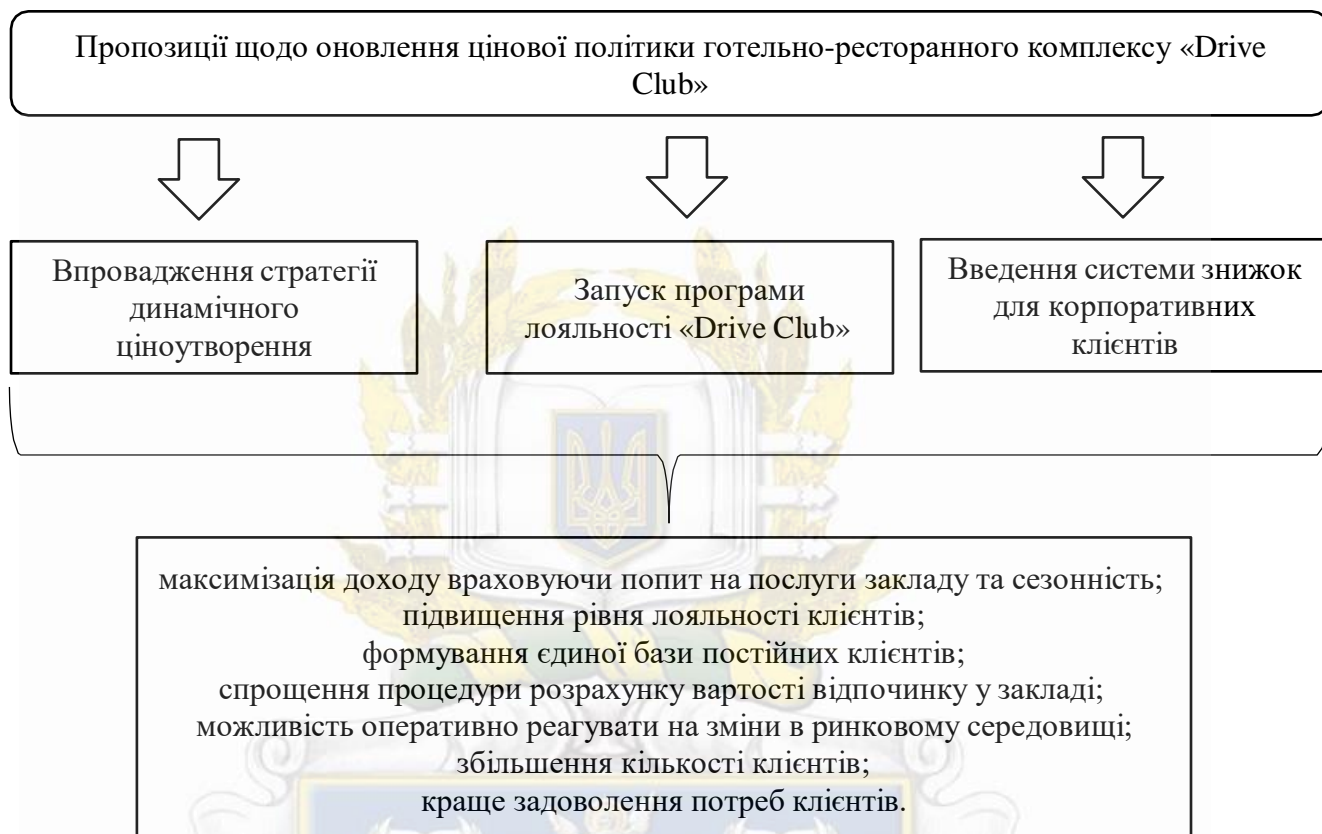 Пропозиції щодо оновлення цінової політики готельно-ресторанного комплексу «Drive
Club»
Впровадження стратегії
динамічного
ціноутворення
Запуск програми
лояльності «Drive Club»
Введення системи знижок
для корпоративних
клієнтів
максимізація доходу враховуючи попит на послуги закладу та сезонність;
підвищення рівня лояльності клієнтів;
формування єдиної бази постійних клієнтів;
спрощення процедури розрахунку вартості відпочинку у закладі;
можливість оперативно реагувати на зміни в ринковому середовищі;
збільшення кількості клієнтів;
краще задоволення потреб клієнтів.